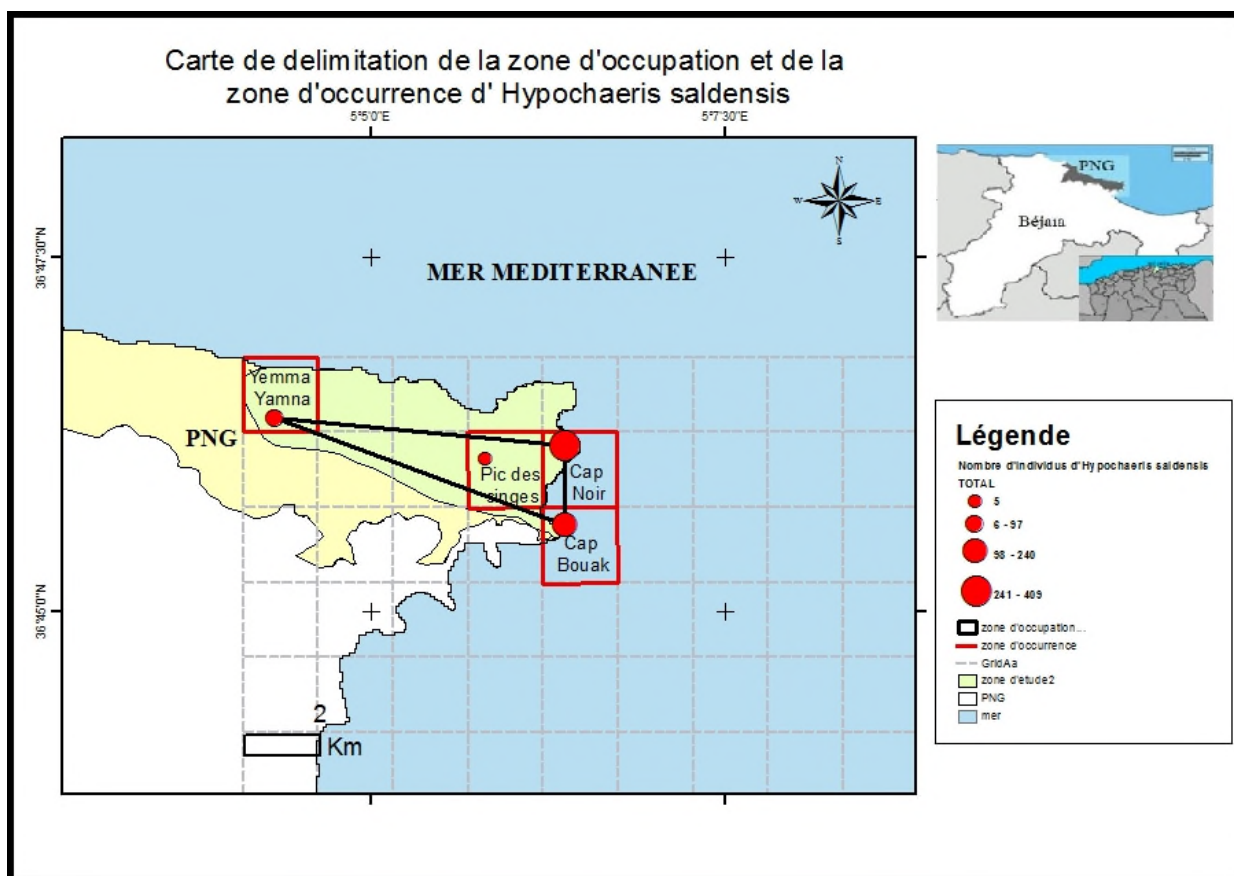 Carte de delimitation de la zone d'occupation et de la
zone d'occurrence d' Hypochaeris saldensis
5°5'0"E
5°7'30"E
36°47'30"N
36°45'0"N
N
W
E
S
MER MEDITERRANEE
Yemma
Yamna
PNG
Pic des
singes
Cap
Noir
Cap
Bouak
2
Km
PNG
Béjaia
Légende
Nombre d'individus d'Hypochaeris saldensis
TOTAL
5
6 - 97
98 - 240
241 - 409
zone d'occupation...
zone d'occurrence
GridAa
zone d'etude2
PNG
mer